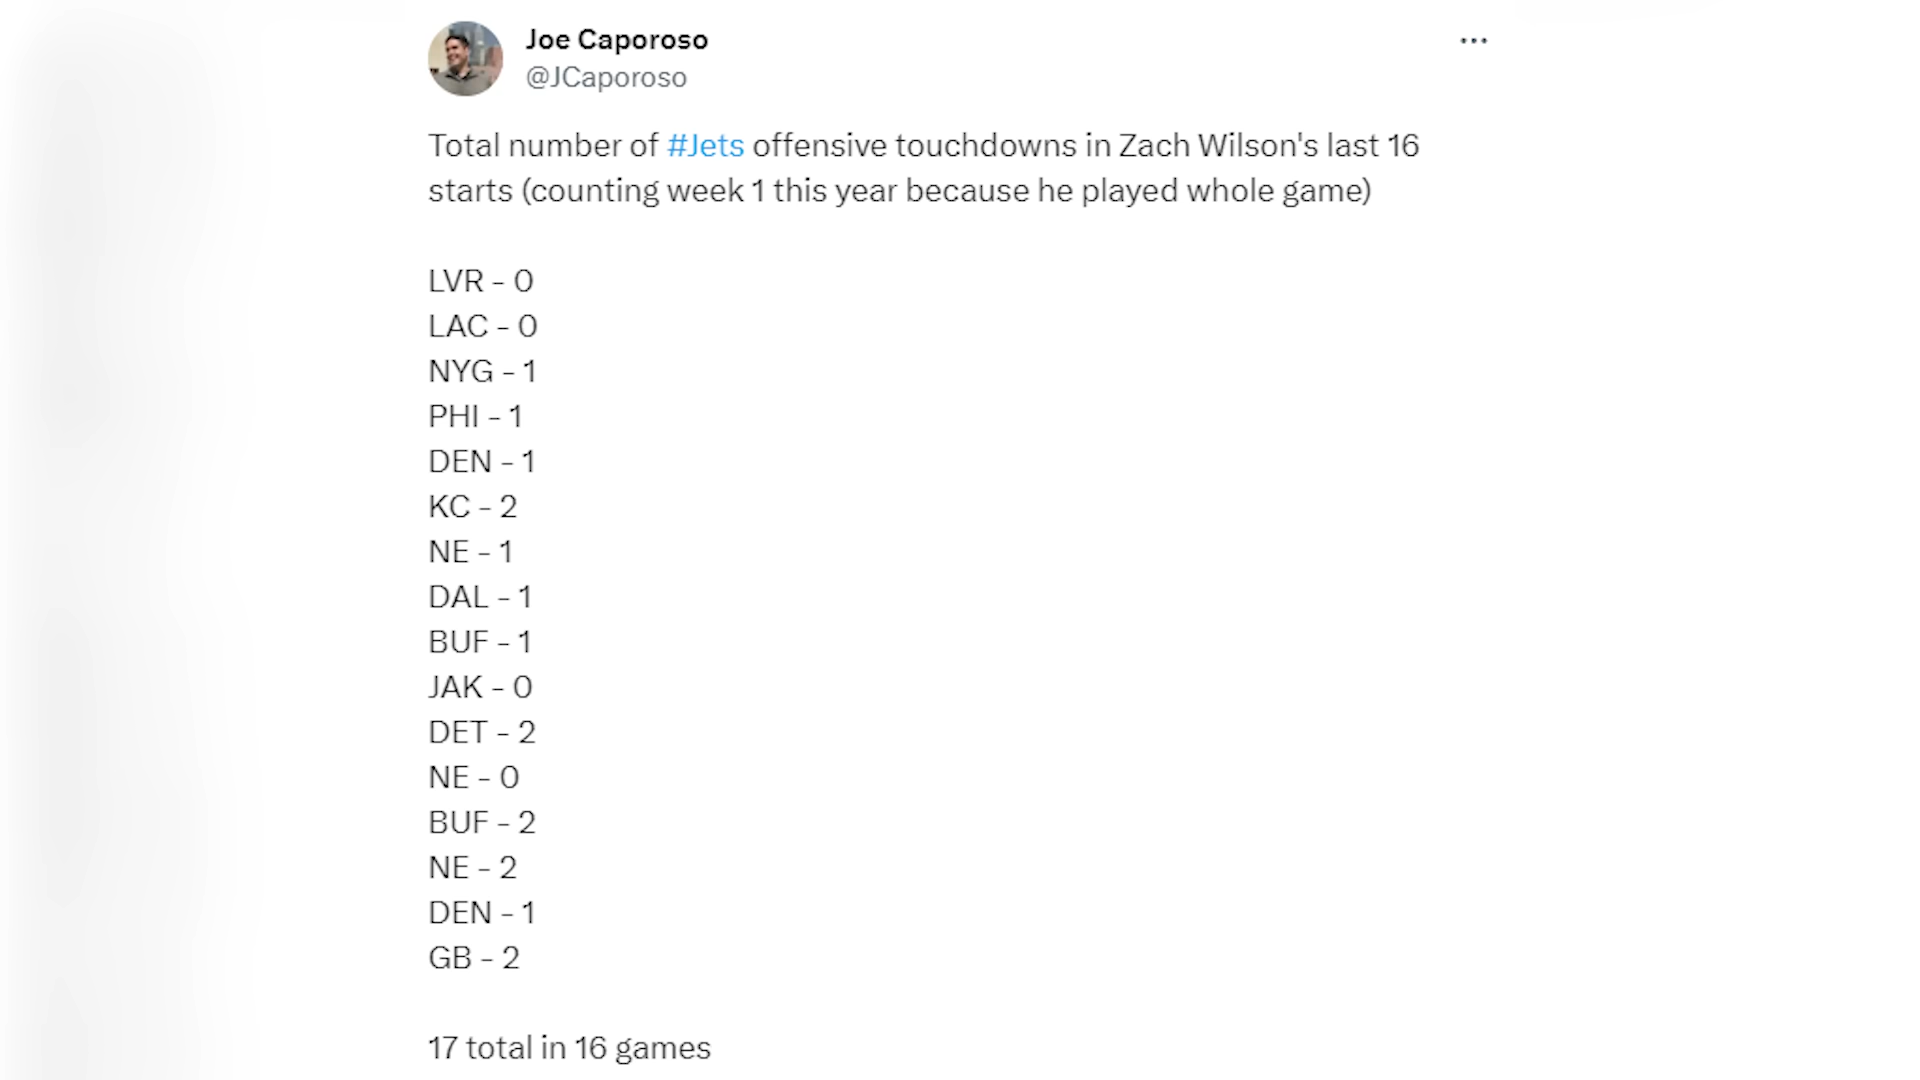 Joe Caporoso
@JCaporoso
Total number of #Jets offensive touchdowns in Zach Wilson's last 16
starts (counting week 1 this year because he played whole game)
LVR - 0
LAC - 0
NYG - 1
PHI - 1
DEN - 1
KC - 2
NE - 1
DAL - 1
BUF - 1
JAK - 0
DET - 2
NE - 0
BUF - 2
NE - 2
DEN - 1
GB - 2
17 total in 16 games